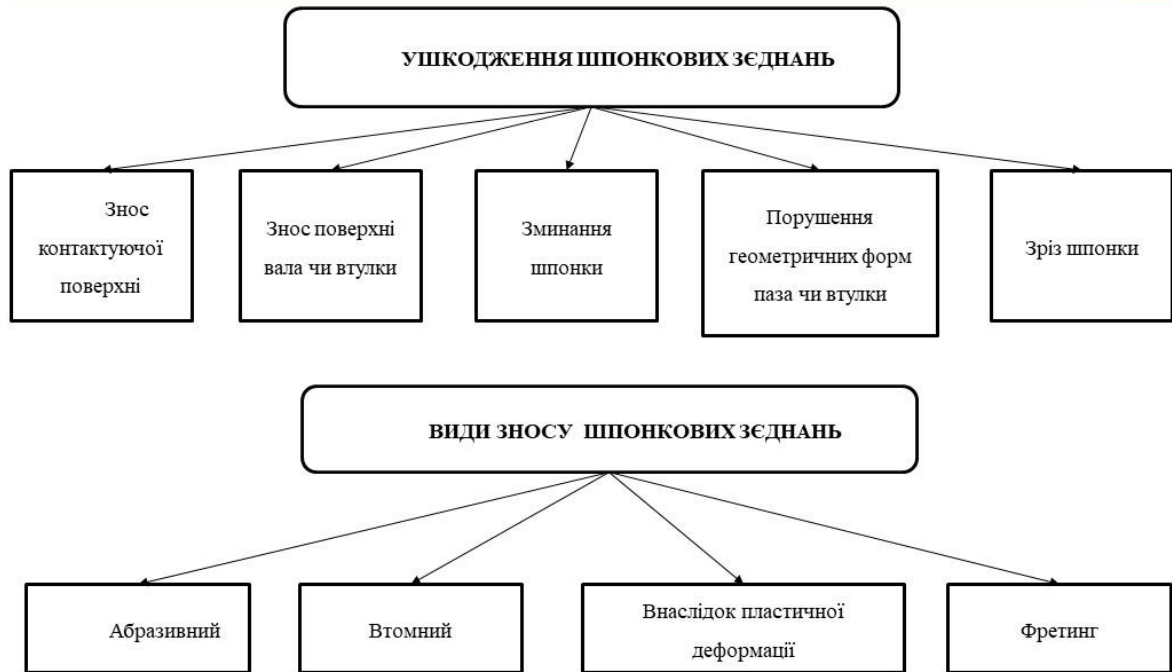 УШКОДЖЕННЯ ШПОНКОВИХ ЗЄДНАНЬ
Знос
контактуючої
поверхні
Знос поверхні
вала чи втулки
Зминання
шпонки
Порушення
геометричних форм
паза чи втулки
Зріз шпонки
ВИДИ ЗНОСУ ШПОНКОВИХ ЗЄДНАНЬ
Абразивний
Втомний
Внаслідок пластичної
деформації
Фретинг